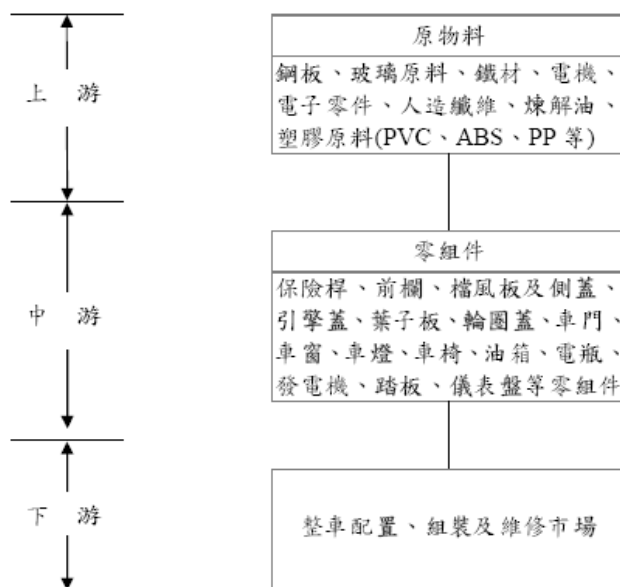 原物料
上 游
鋼板、玻璃原料、鐵材、電機、
電子零件、人造纖維、煉解油、
塑膠原料(PVC、ABS、PP 等)
零組件
中 游
保險桿、前欄、檔風板及側蓋、
引擎蓋、葉子板、輪圈蓋、車門、
車窗、車燈、車椅、油箱、電瓶、
發電機、踏板、儀表盤等零組件
下 游
整車配置、組裝及維修市場